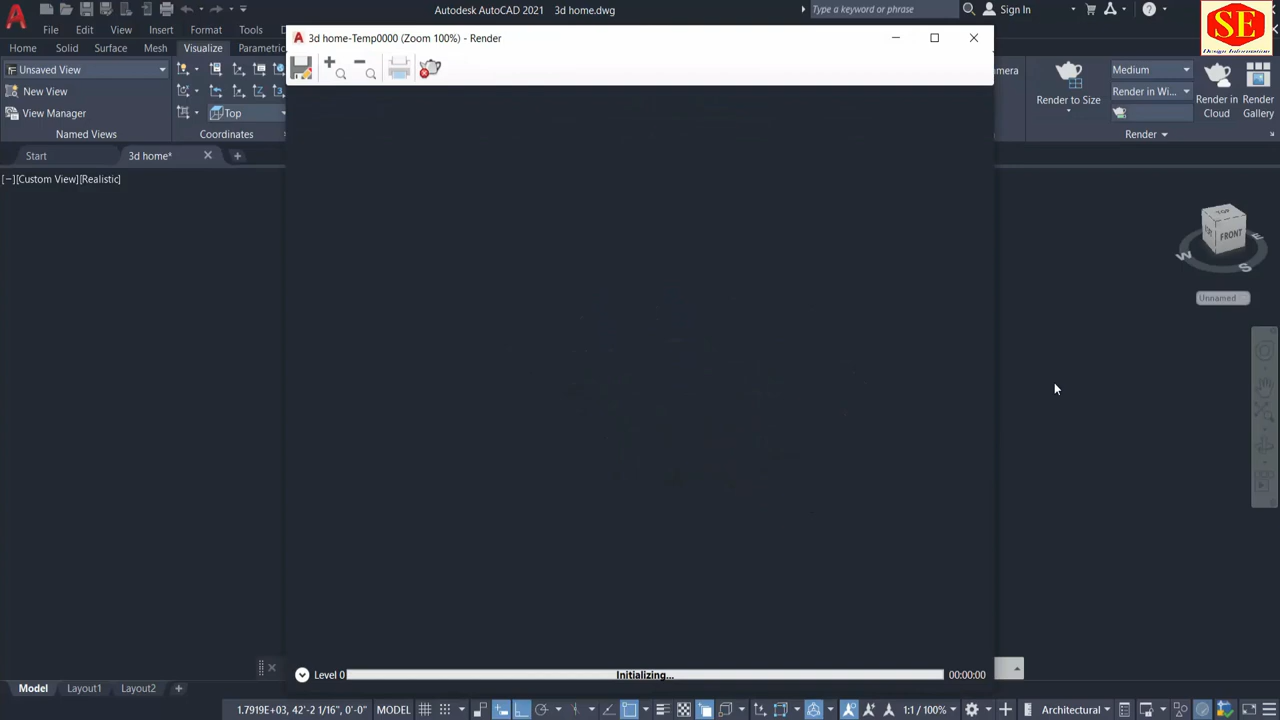 Autodesk AutoCAD 2021 3d home.dwg
Type a keyword or phrase
Sign In
SE
Design Information
File Edit View Insert Format Tools
3d home-Temp0000 (Zoom 100%) - Render
Home Solid Surface Mesh Visualize Parametri
Unsaved View
New View
View Manager
Named Views
Top
Coordinates
amera
Render to Size
Medium
Render in Wi...
Render in
Cloud
Render
Gallery
Render
Start
3d home*
[−][Custom View][Realistic]
TOP
FRONT
W
S
E
Unnamed
Level 0
Initializing...
00:00:00
Model Layout1 Layout2
1.7919E+03, 42'-2 1/16", 0'-0"
MODEL
1:1 / 100%
Architectural